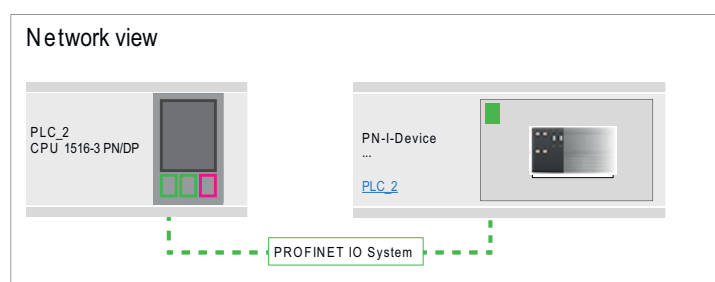 Network view
PLC_2
CPU 1516-3 PN/DP
PN-I-Device
...
PLC_2
PROFINET IO System